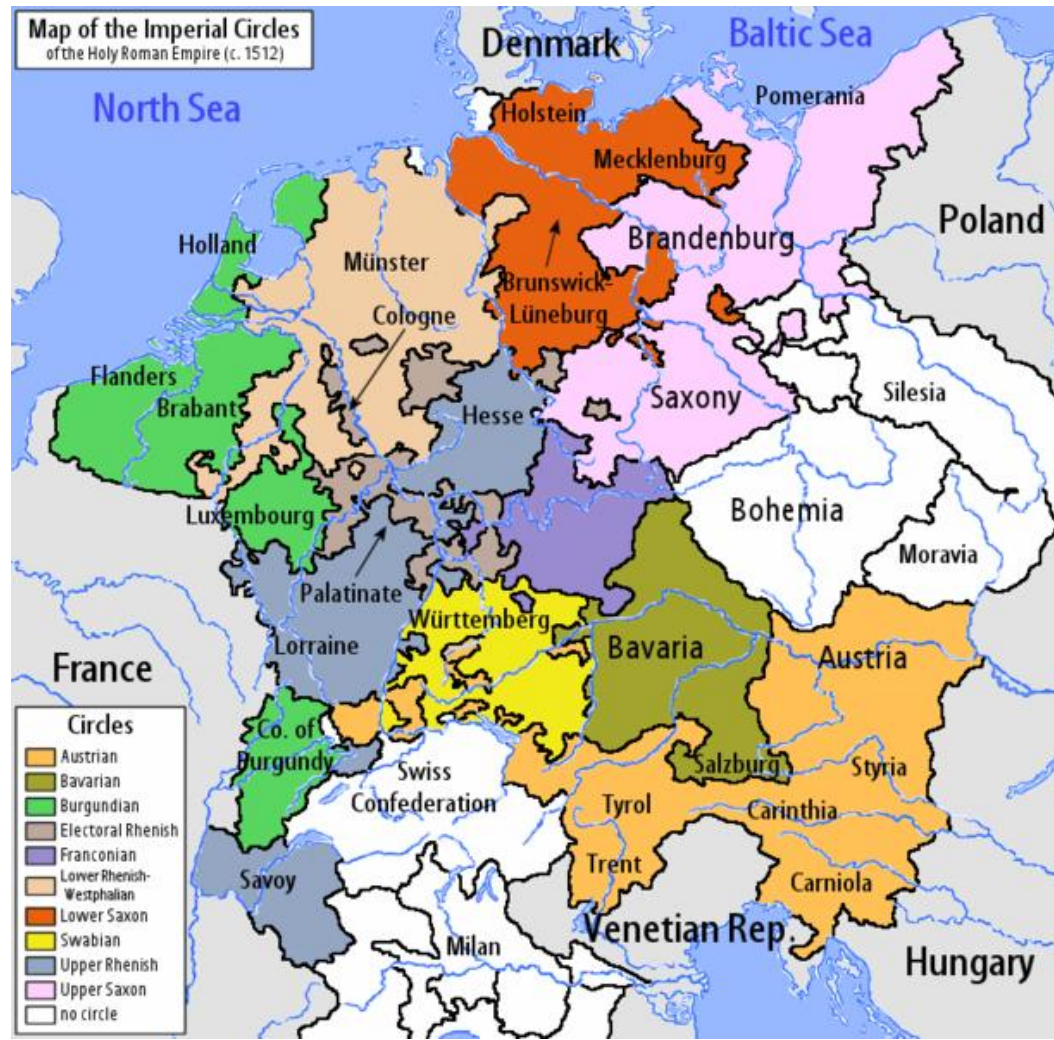 Map of the Imperial Circles
of the Holy Roman Empire (c. 1512)
Denmark
Baltic Sea
North Sea
Pomerania
Holstein
Mecklenburg
Poland
Holland
Brandenburg
Münster
Brunswick-
Lüneburg
Cologne
Flanders
Brabant
Hesse
Saxony
Silesia
Luxembourg
Bohemia
Moravia
Palatinate
Württemberg
Lorraine
Bavaria
Austria
France
Co. of
Burgundy
Swiss
Confederation
Salzburg
Styria
Tyrol
Carinthia
Trent
Savoy
Carniola
Milan
Venetian Rep.
Hungary
Circles
Austrian
Bavarian
Burgundian
Electoral Rhenish
Franconian
Lower Rhenish-
Westphalian
Lower Saxon
Swabian
Upper Rhenish
Upper Saxon
no circle